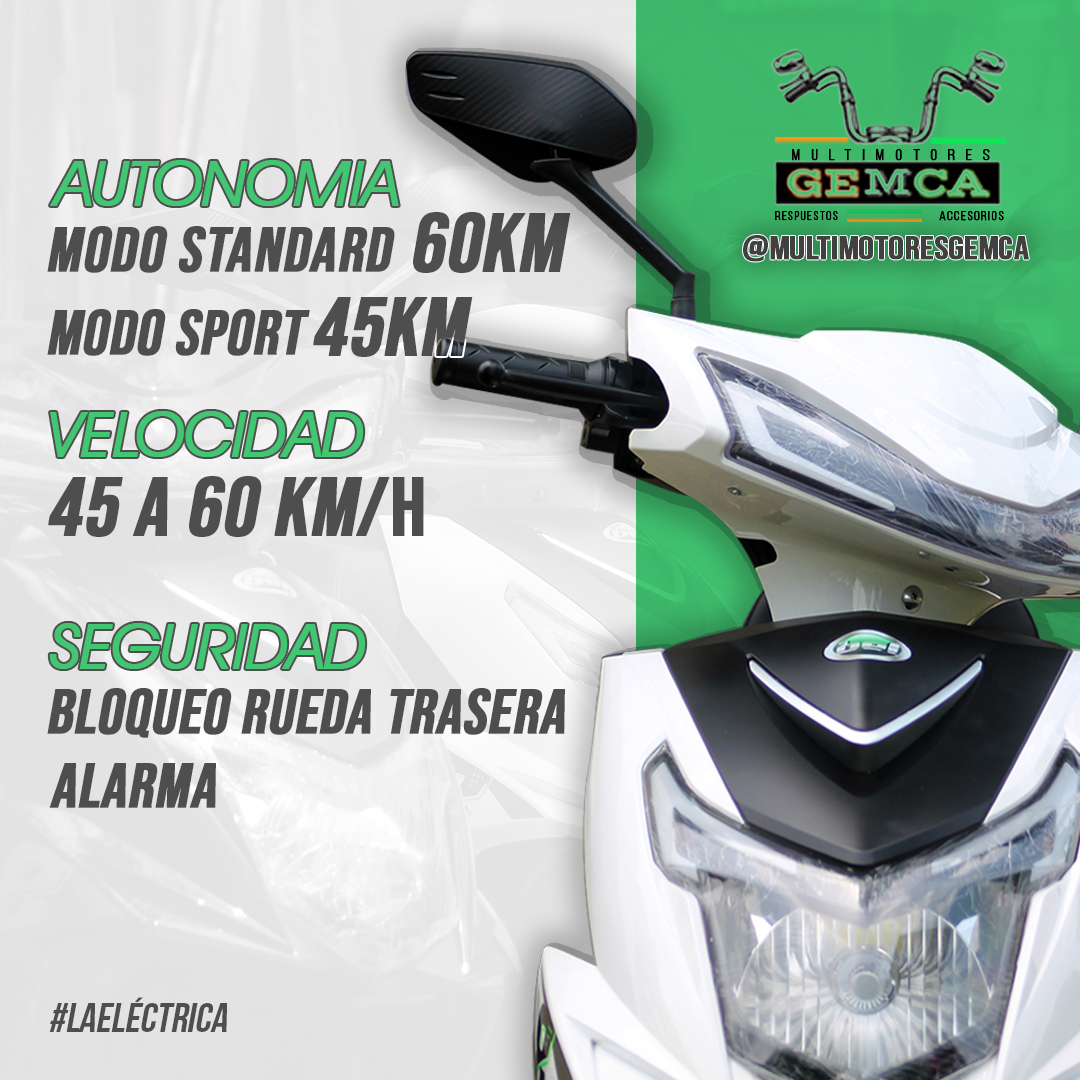 AUTONOMIA
MODO STANDARD 60KM
MODO SPORT 45KM
VELOCIDAD
45 A 60 KM/H
SEGURIDAD
BLOQUEO RUEDA TRASERA
ALARMA
#LAELÉCTRICA
MULTIMOTORES
GEMCA
RESPUESTOS ACCESORIOS
@MULTIMOTORESGEMCA